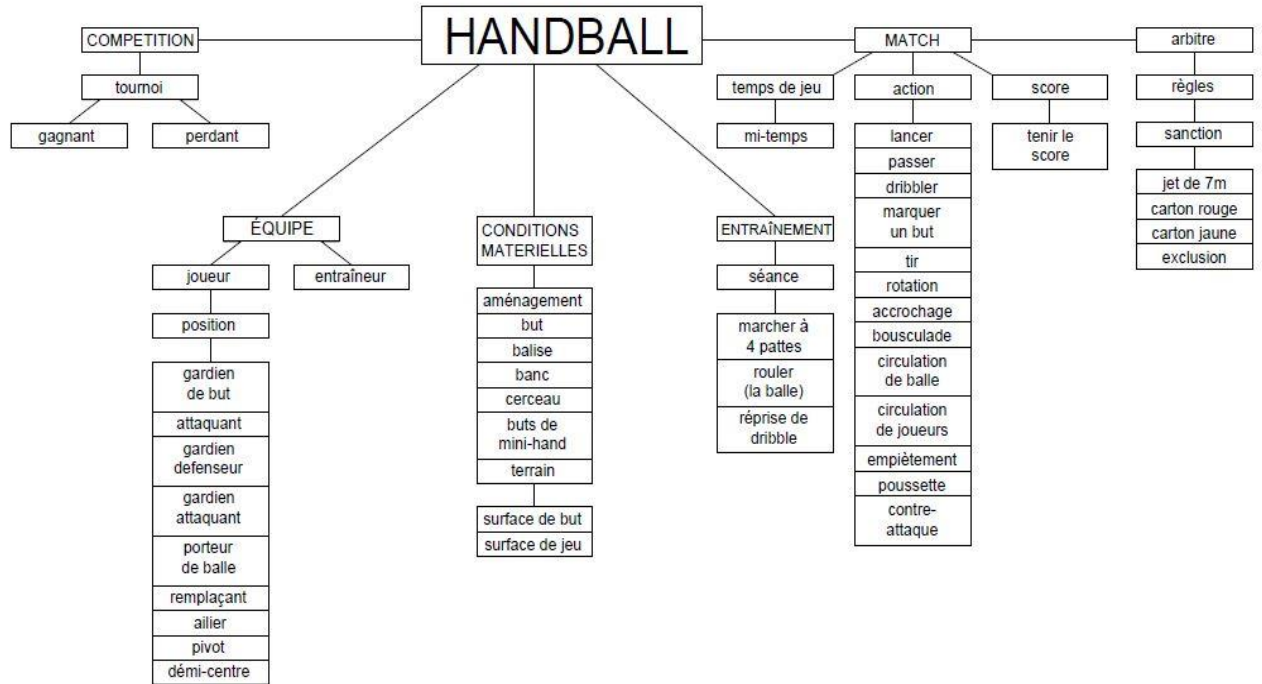 HANDBALL
COMPETITION
tournoi
gagnant
perdant
ÉQUIPE
joueur
entraîneur
position
gardien
de but
attaquant
gardien
defenseur
gardien
attaquant
porteur
de balle
remplaçant
ailier
pivot
démi-centre
CONDITIONS
MATERIELLES
aménagement
but
balise
banc
cerceau
buts de
mini-hand
terrain
surface de but
surface de jeu
ENTRAÎNEMENT
séance
marcher à
4 pattes
rouler
(la balle)
réprise de
dribble
MATCH
temps de jeu
mi-temps
action
lancer
passer
dribbler
marquer
un but
tir
rotation
accrochage
bousculade
circulation
de balle
circulation
de joueurs
empiètement
poussette
contre-
attaque
score
tenir le
score
arbitre
règles
sanction
jet de 7m
carton rouge
carton jaune
exclusion